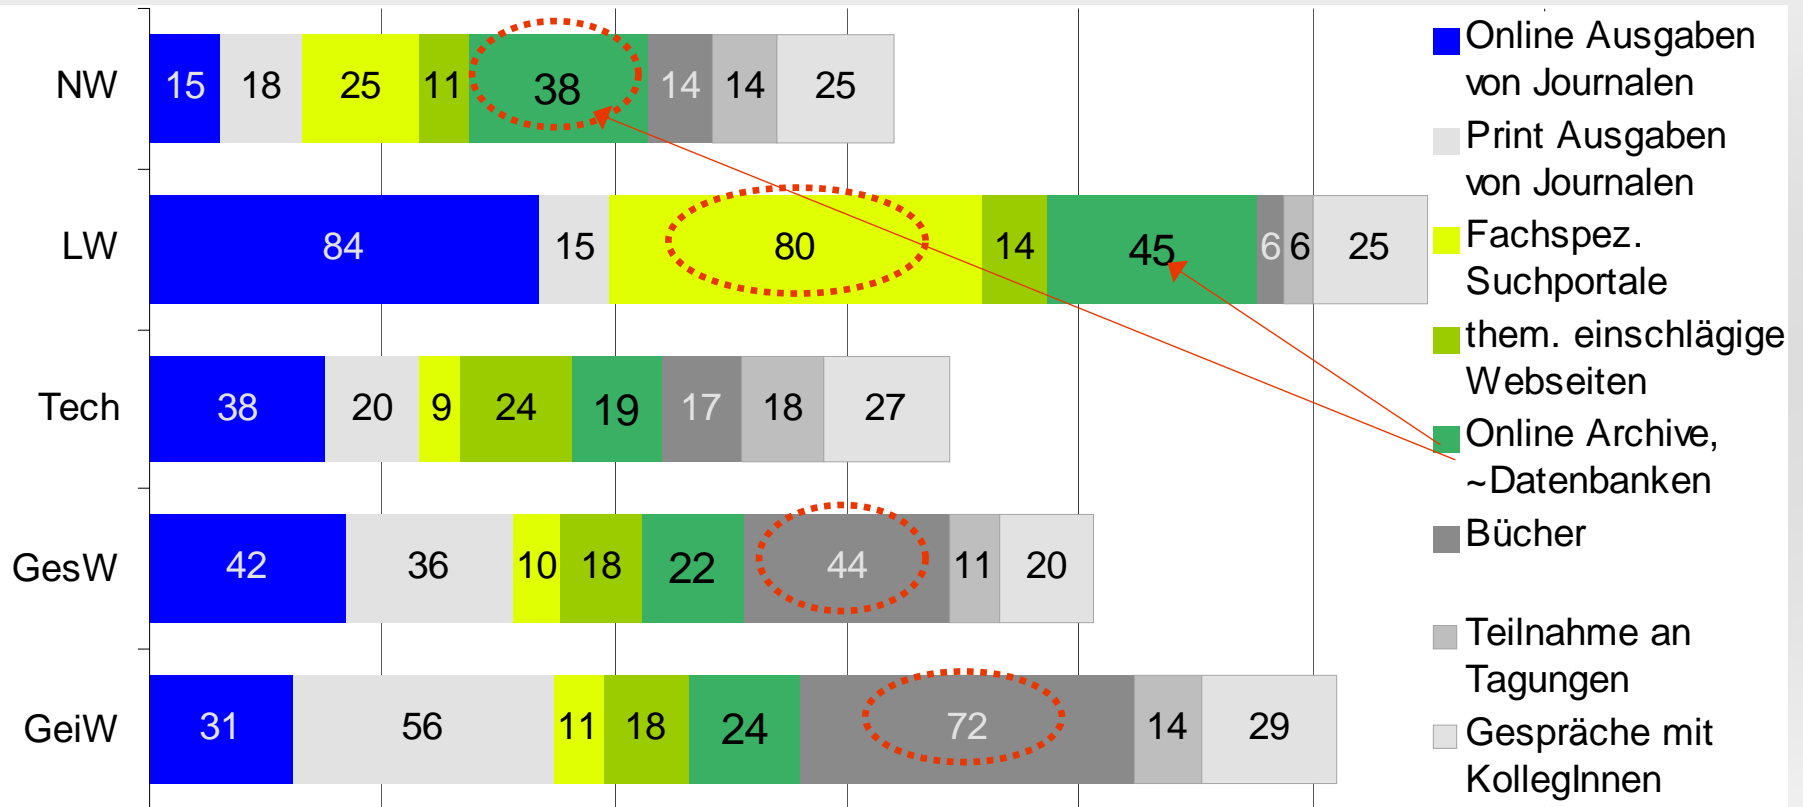 NW
15 18 25 11 38 14 14 25
LW
84 15 80 14 45 6 6 25
Tech
38 20 9 24 19 17 18 27
GesW
42 36 10 18 22 44 11 20
GeiW
31 56 11 18 24 72 14 29
Online Ausgaben
von Journalen
Print Ausgaben
von Journalen
Fachspez.
Suchportale
them. einschlägige
Webseiten
Online Archive,
~Datenbanken
Bücher
Teilnahme an
Tagungen
Gespräche mit
KollegInnen